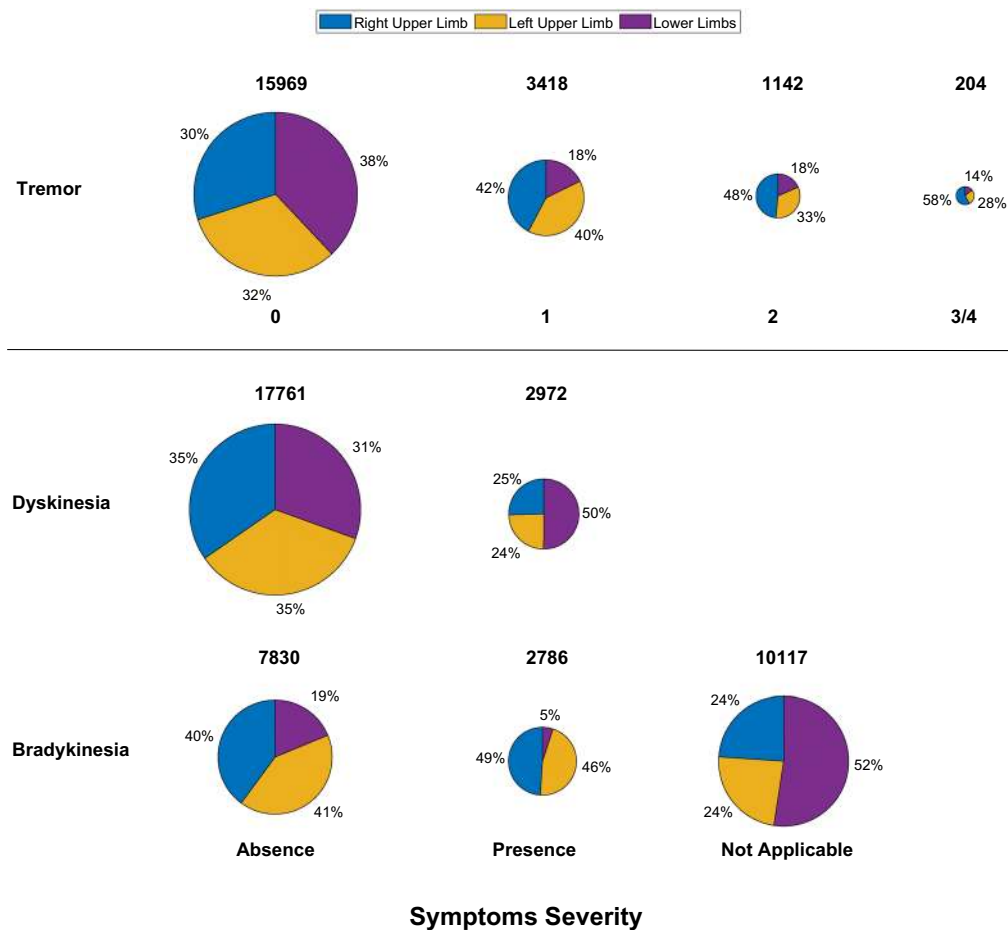 Right Upper Limb Left Upper Limb Lower Limbs
15969 3418 1142 204
Tremor
30% 38% 32%
42% 18% 40%
48% 18% 33%
58% 14% 28%
0 1 2 3/4
17761 2972
Dyskinesia
35% 31% 35%
25% 50% 24%
7830 2786 10117
Bradykinesia
40% 19% 41%
49% 5% 46%
24% 52% 24%
Absence Presence Not Applicable
Symptoms Severity